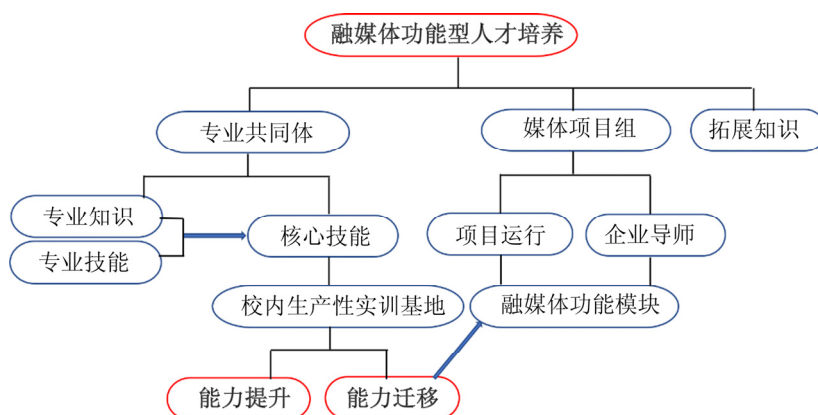 融媒体功能型人才培养
专业共同体
媒体项目组
拓展知识
专业知识
专业技能
核心技能
项目运行
企业导师
校内生产性实训基地
融媒体功能模块
能力提升
能力迁移